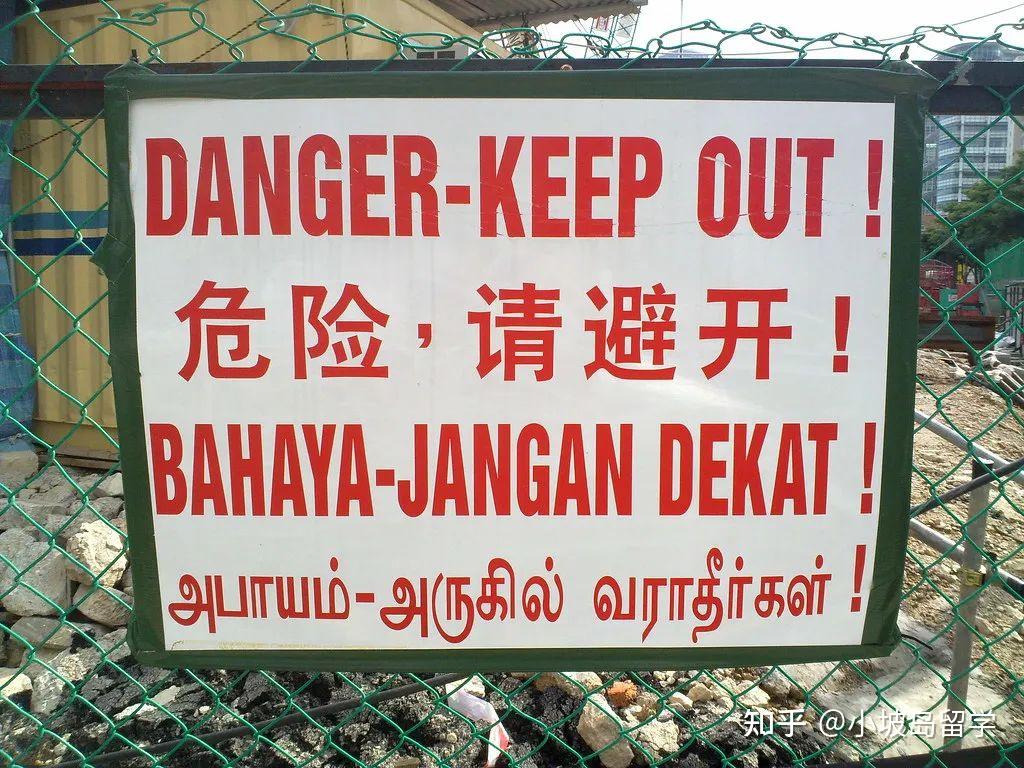 DANGER-KEEP OUT !
危险，请避开！
BAHAYA-JANGAN DEKAT !
அபாயம்-அருகில் வராதீர்கள் !
知乎 @小坡岛留学